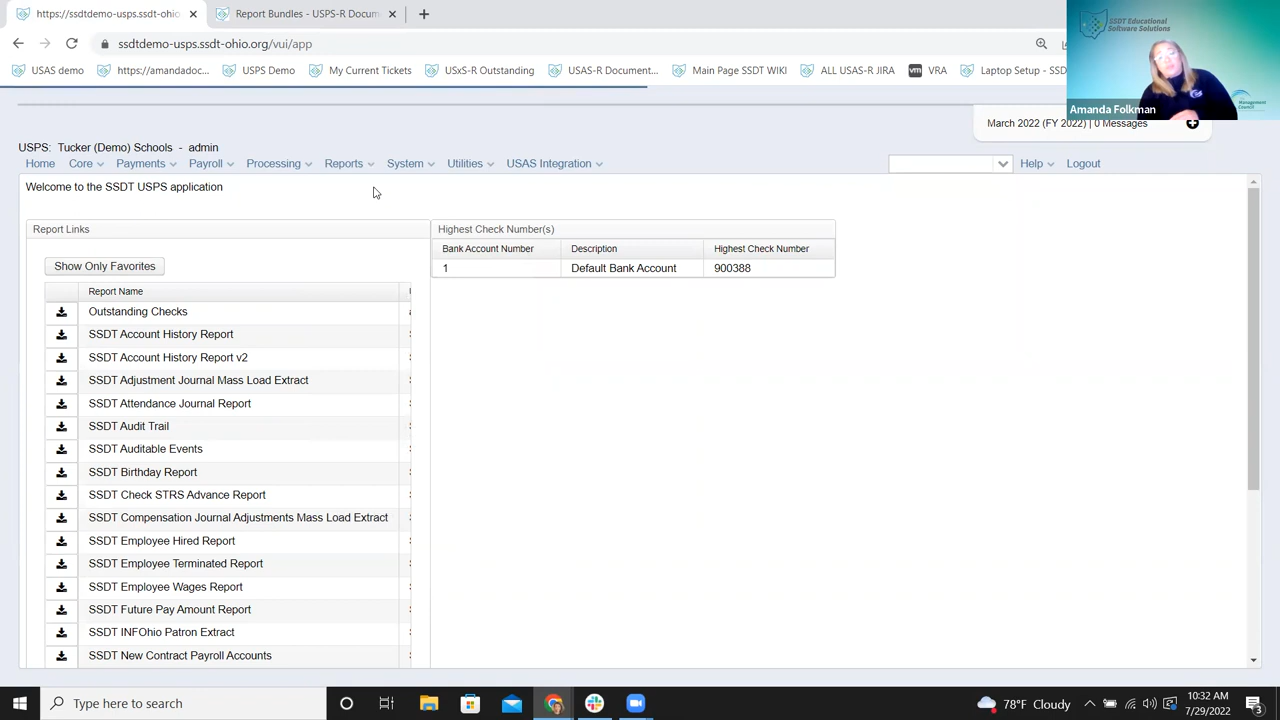 https://ssdtdemo-usps.ssdt-ohio
Report Bundles - USPS-R Docum
ssdtdemo-usps.ssdt-ohio.org/vui/app
USAS demo
https://amandadoc...
USPS Demo
My Current Tickets
USxS-R Outstanding
USAS-R Document...
Main Page SSDT WIKI
ALL USAS-R JIRA
vm
VRA
Laptop Setup - SSD
SSDT Educational
Software Solutions
Management
Council
Amanda Folkman
March 2022 (FY 2022) | 0 Messages
USPS: Tucker (Demo) Schools - admin
Home
Core
Payments
Payroll
Processing
Reports
System
Utilities
USAS Integration
Help
Logout
Welcome to the SSDT USPS application
Report Links
Show Only Favorites
Report Name
Outstanding Checks
SSDT Account History Report
SSDT Account History Report v2
SSDT Adjustment Journal Mass Load Extract
SSDT Attendance Journal Report
SSDT Audit Trail
SSDT Auditable Events
SSDT Birthday Report
SSDT Check STRS Advance Report
SSDT Compensation Journal Adjustments Mass Load Extract
SSDT Employee Hired Report
SSDT Employee Terminated Report
SSDT Employee Wages Report
SSDT Future Pay Amount Report
SSDT INFOhio Patron Extract
SSDT New Contract Payroll Accounts
Highest Check Number(s)
Bank Account Number Description Highest Check Number
1 Default Bank Account 900388
Type here to search
78°F Cloudy
10:32 AM
7/29/2022
3